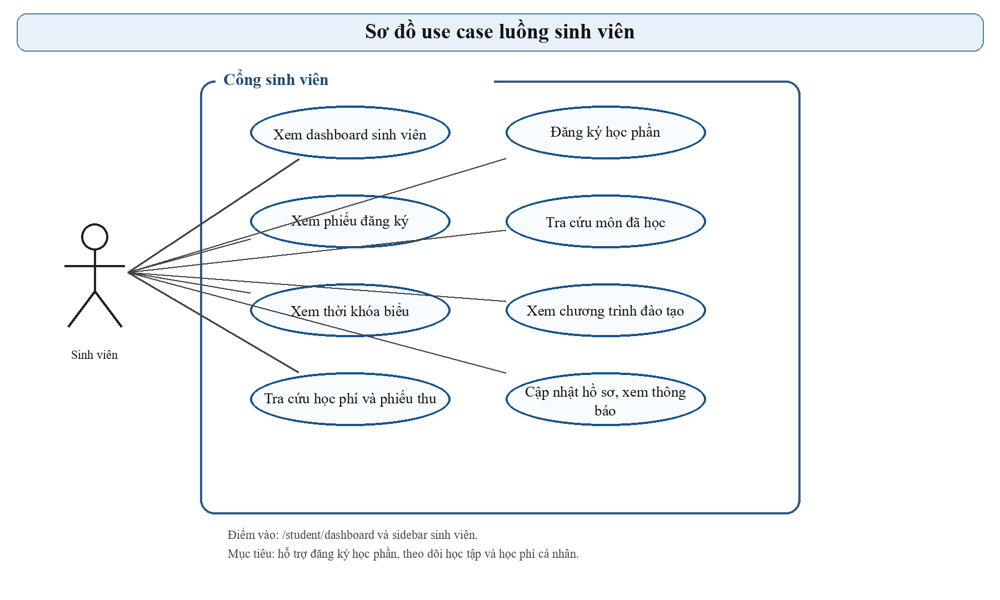 Sơ đồ use case luồng sinh viên
Cổng sinh viên
Xem dashboard sinh viên
Đăng ký học phần
Xem phiếu đăng ký
Tra cứu môn đã học
Xem thời khóa biểu
Xem chương trình đào tạo
Sinh viên
Tra cứu học phí và phiếu thu
Cập nhật hồ sơ, xem thông
báo
Điểm vào: /student/dashboard và sidebar sinh viên.
Mục tiêu: hỗ trợ đăng ký học phần, theo dõi học tập và học phí cá nhân.